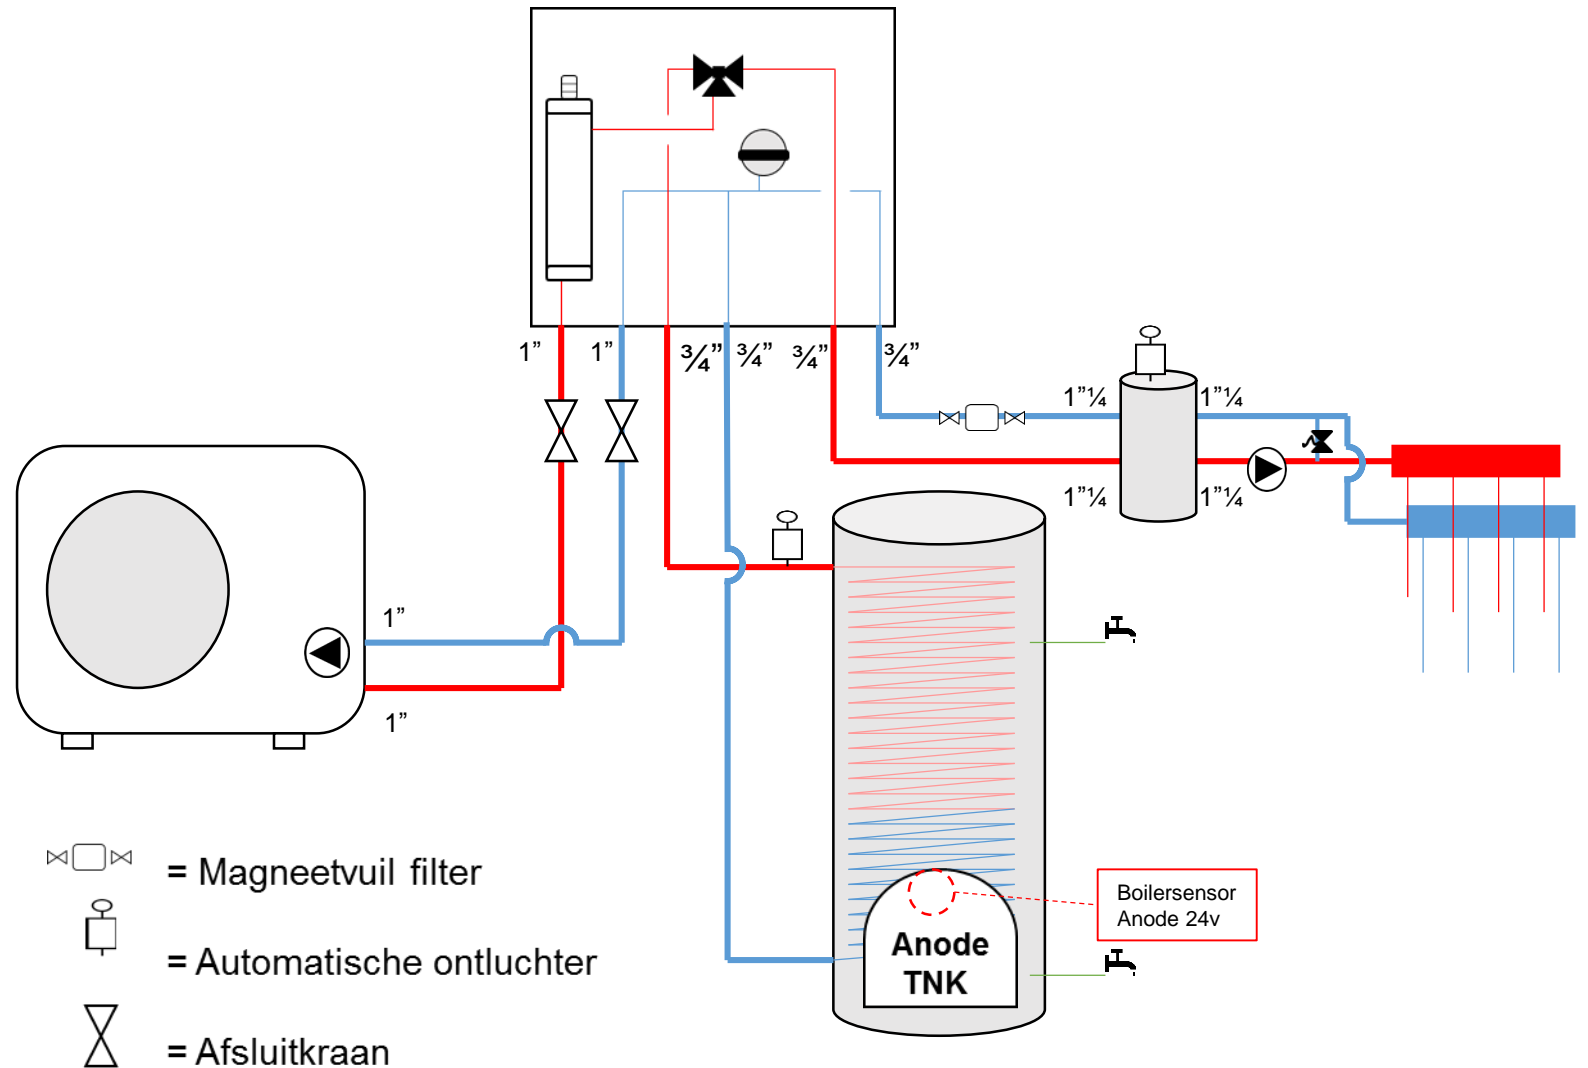 1”
1”
¾”
¾”
¾”
¾”
1”¼
1”¼
1”¼
1”¼
1”
1”
= Magneetvuil filter
= Automatische ontluchter
= Afsluitkraan
Boilersensor
Anode 24v
Anode
TNK